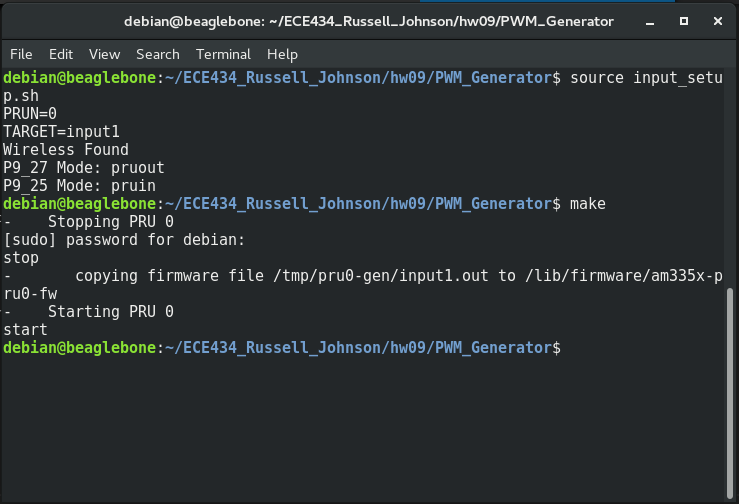 debian@beaglebone: ~/ECE434_Russell_Johnson/hw09/PWM_Generator
File Edit View Search Terminal Help
debian@beaglebone:~/ECE434_Russell_Johnson/hw09/PWM_Generator$ source input_setu
p.sh
PRUN=0
TARGET=input1
Wireless Found
P9_27 Mode: pruout
P9_25 Mode: pruin
debian@beaglebone:~/ECE434_Russell_Johnson/hw09/PWM_Generator$ make
-    Stopping PRU 0
[sudo] password for debian:
stop
-       copying firmware file /tmp/pru0-gen/input1.out to /lib/firmware/am335x-p
ru0-fw
-    Starting PRU 0
start
debian@beaglebone:~/ECE434_Russell_Johnson/hw09/PWM_Generator$